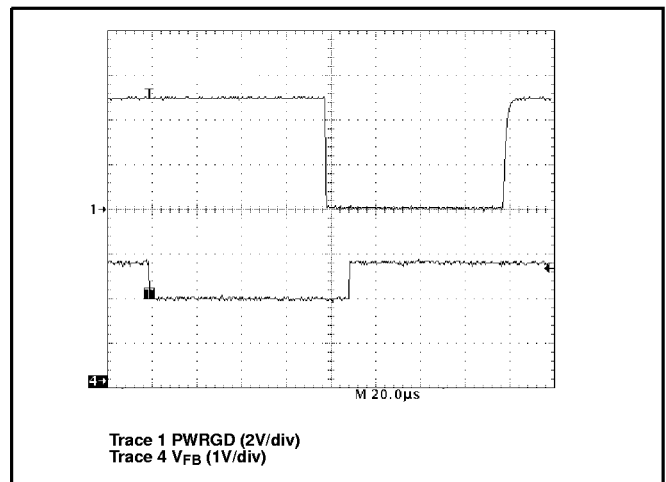 1
4
M 20.0µs
Trace 1 PWRGD (2V/div)
Trace 4 VFB (1V/div)